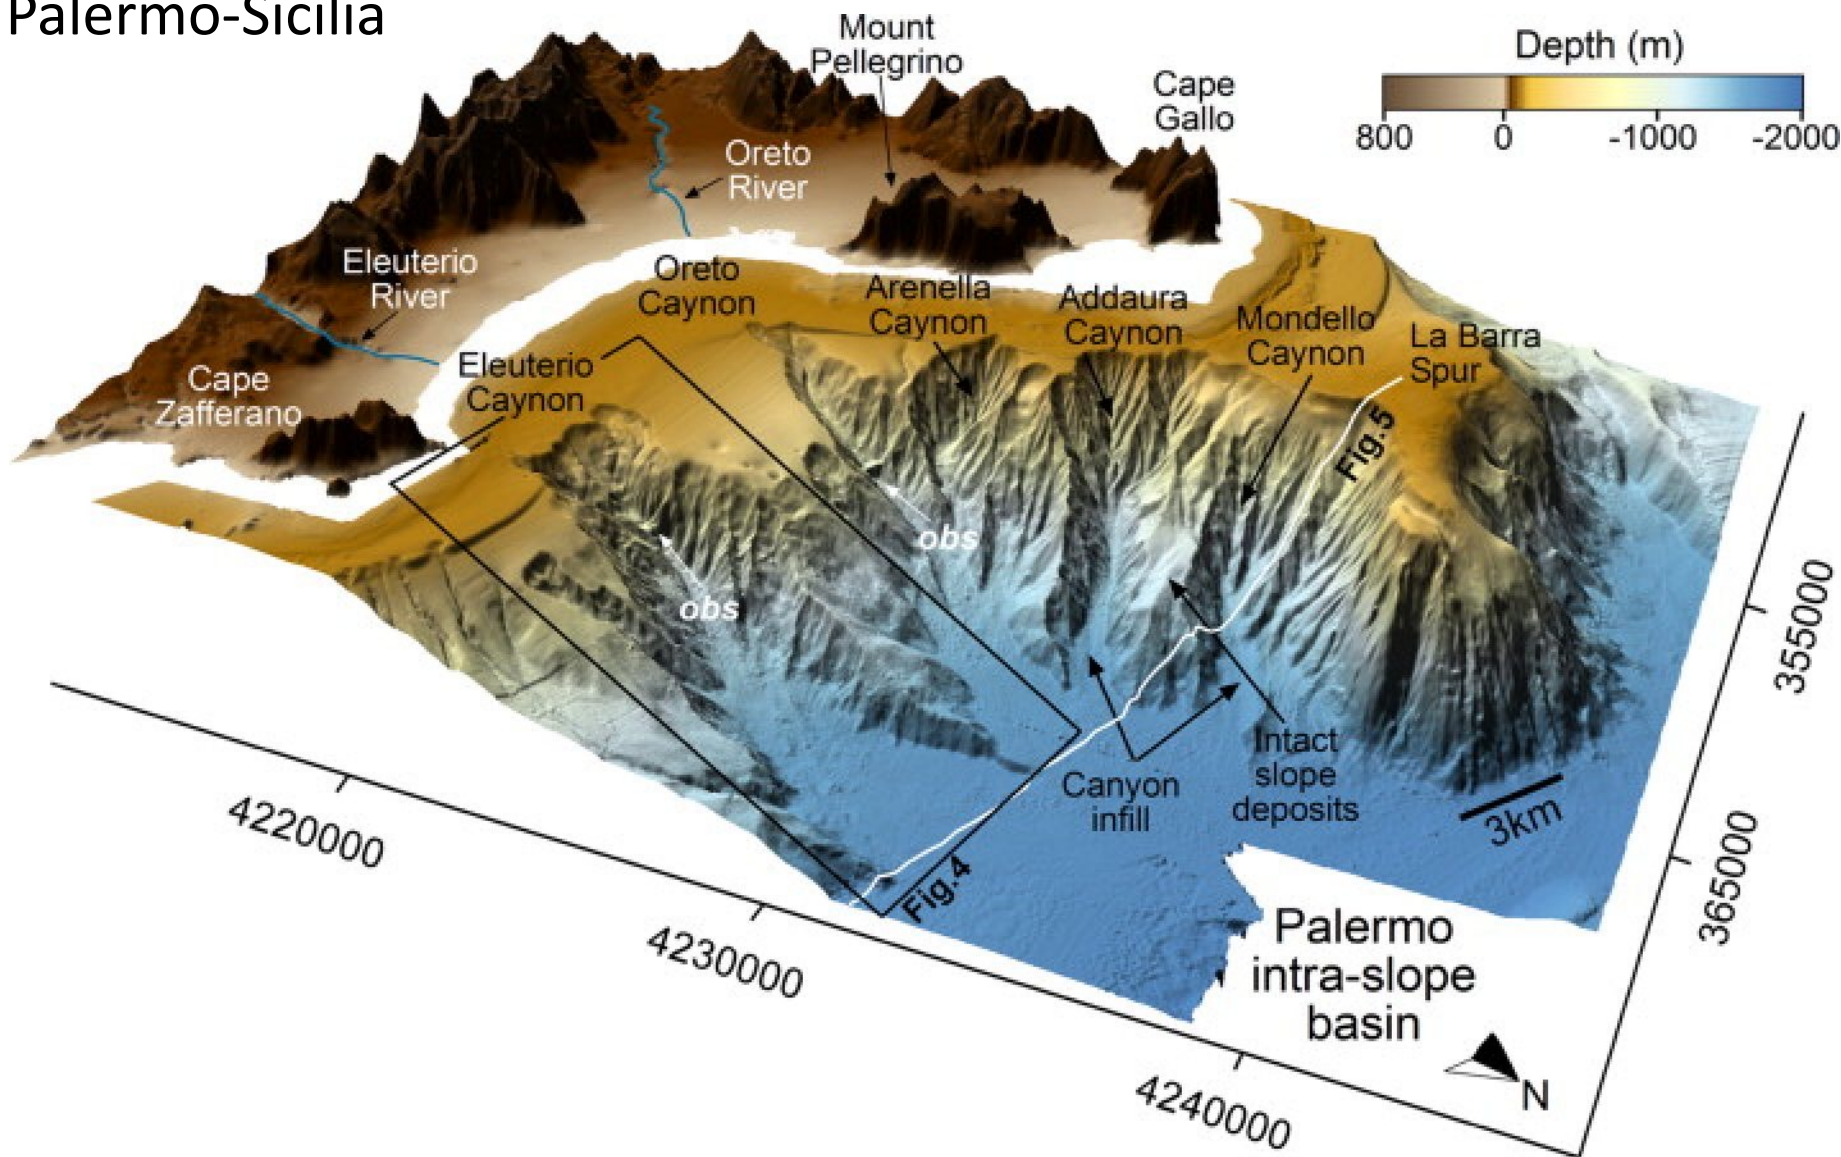 Palermo-Sicilia
Mount
Pellegrino
Cape
Gallo
Depth (m)
800 0 -1000 -2000
Oreto
River
Eleuterio
River
Cape
Zafferano
Oreto
Caynon
Arenella
Caynon
Addaura
Caynon
Mondello
Caynon
La Barra
Spur
Eleuterio
Caynon
Fig.5
obs
obs
Intact
slope
deposits
Canyon
infill
3km
Fig.4
Palermo
intra-slope
basin
N
4220000
4230000
4240000
355000
365000